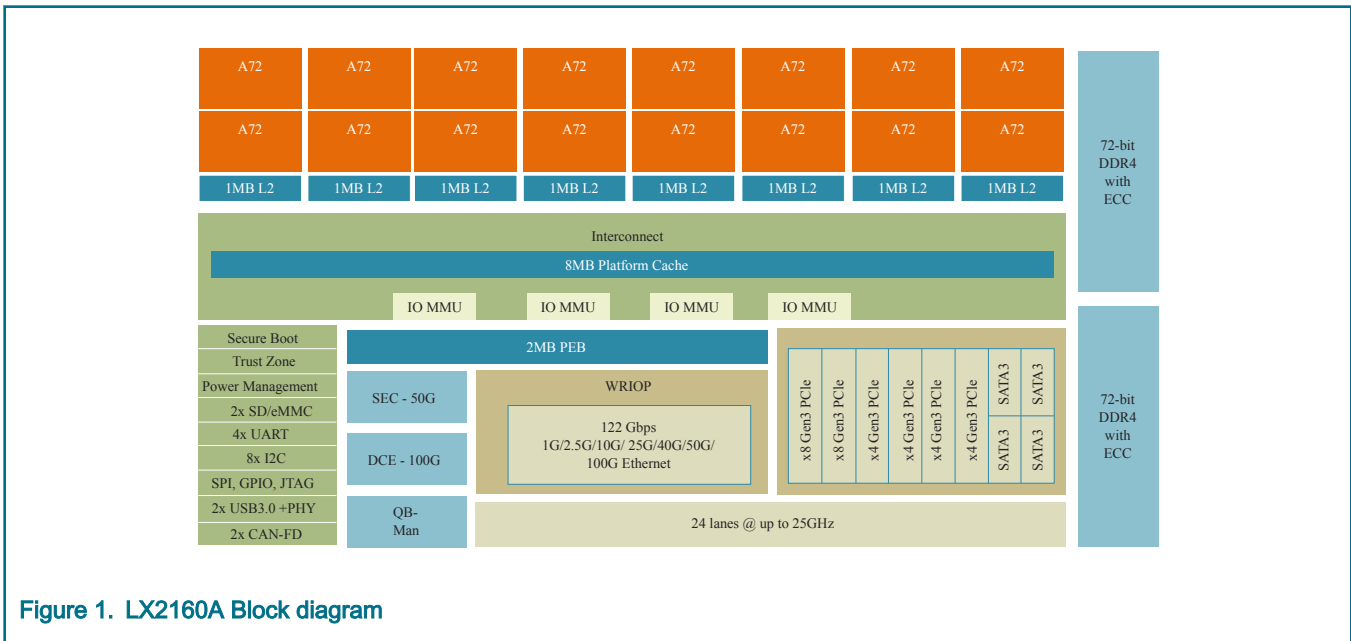 A72 A72 A72 A72 A72 A72 A72 A72
A72 A72 A72 A72 A72 A72 A72 A72
1MB L2 1MB L2 1MB L2 1MB L2 1MB L2 1MB L2 1MB L2 1MB L2
72-bit
DDR4
with
ECC
Interconnect
8MB Platform Cache
IO MMU IO MMU IO MMU IO MMU
Secure Boot
Trust Zone
Power Management
2x SD/eMMC
4x UART
8x I2C
SPI, GPIO, JTAG
2x USB3.0 +PHY
2x CAN-FD
2MB PEB
SEC - 50G
DCE - 100G
QB-
Man
WRIOP
122 Gbps
1G/2.5G/10G/ 25G/40G/50G/
100G Ethernet
x8 Gen3 PCle
x8 Gen3 PCle
x4 Gen3 PCle
x4 Gen3 PCle
x4 Gen3 PCle
x4 Gen3 PCle
SATA3
SATA3
SATA3
SATA3
24 lanes @ up to 25GHz
72-bit
DDR4
with
ECC
Figure 1. LX2160A Block diagram